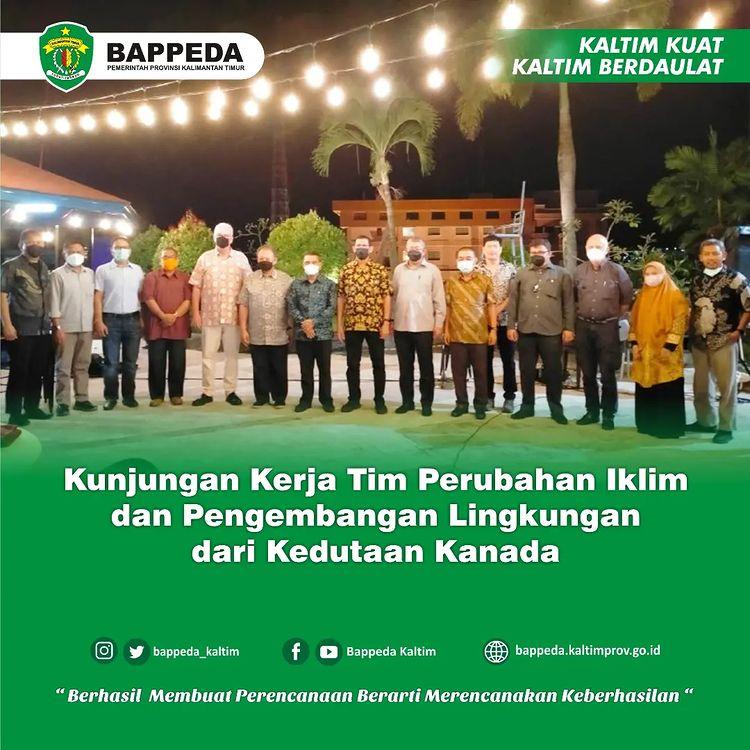 BAPPEDA
PEMERINTAH PROVINSI KALIMANTAN TIMUR
KALTIM KUAT
KALTIM BERDAULAT
Kunjungan Kerja Tim Perubahan Iklim
dan Pengembangan Lingkungan
dari Kedutaan Kanada
bappeda_kaltim
Bappeda Kaltim
bappeda.kaltimprov.go.id
“ Berhasil Membuat Perencanaan Berarti Merencanakan Keberhasilan “